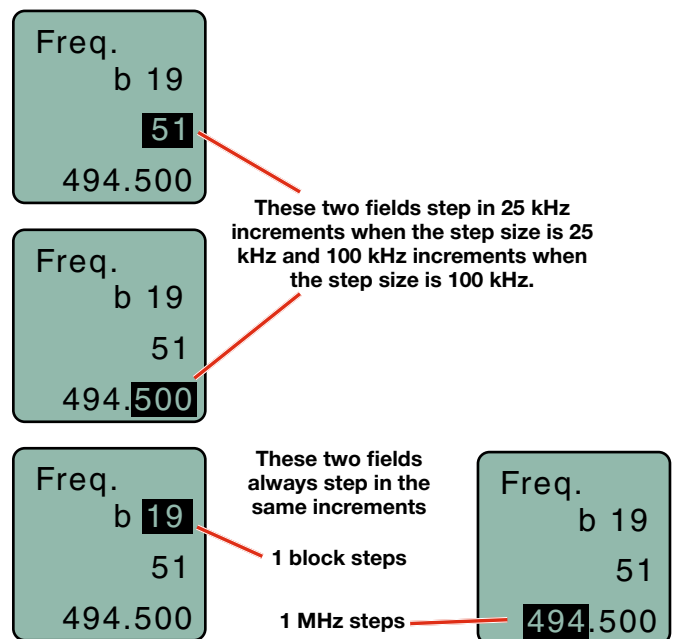 Freq.
b 19
51
494.500
These two fields step in 25 kHz
increments when the step size is 25
kHz and 100 kHz increments when
the step size is 100 kHz.
Freq.
b 19
51
494.500
Freq.
b 19
51
494.500
These two fields
always step in the
same increments
1 block steps
1 MHz steps
Freq.
b 19
51
494.500